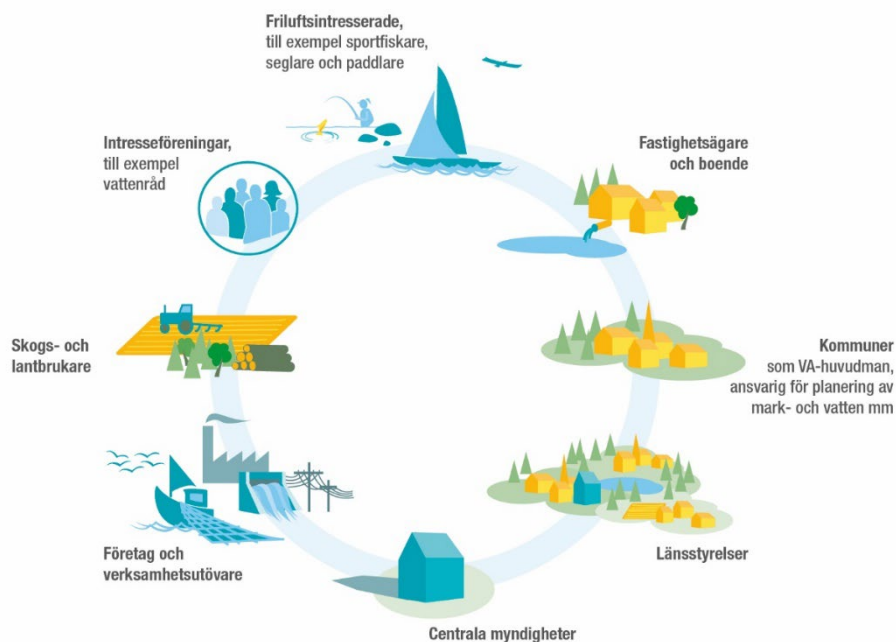 Friluftsintresserade,
till exempel sportfiskare,
seglare och paddlare
Intresseföreningar,
till exempel
vattenråd
Fastighetsägare
och boende
Skogs- och
lantbrukare
Kommuner
som VA-huvudman,
ansvarig för planering av
mark- och vatten mm
Företag och
verksamhetsutövare
Länsstyrelser
Centrala myndigheter